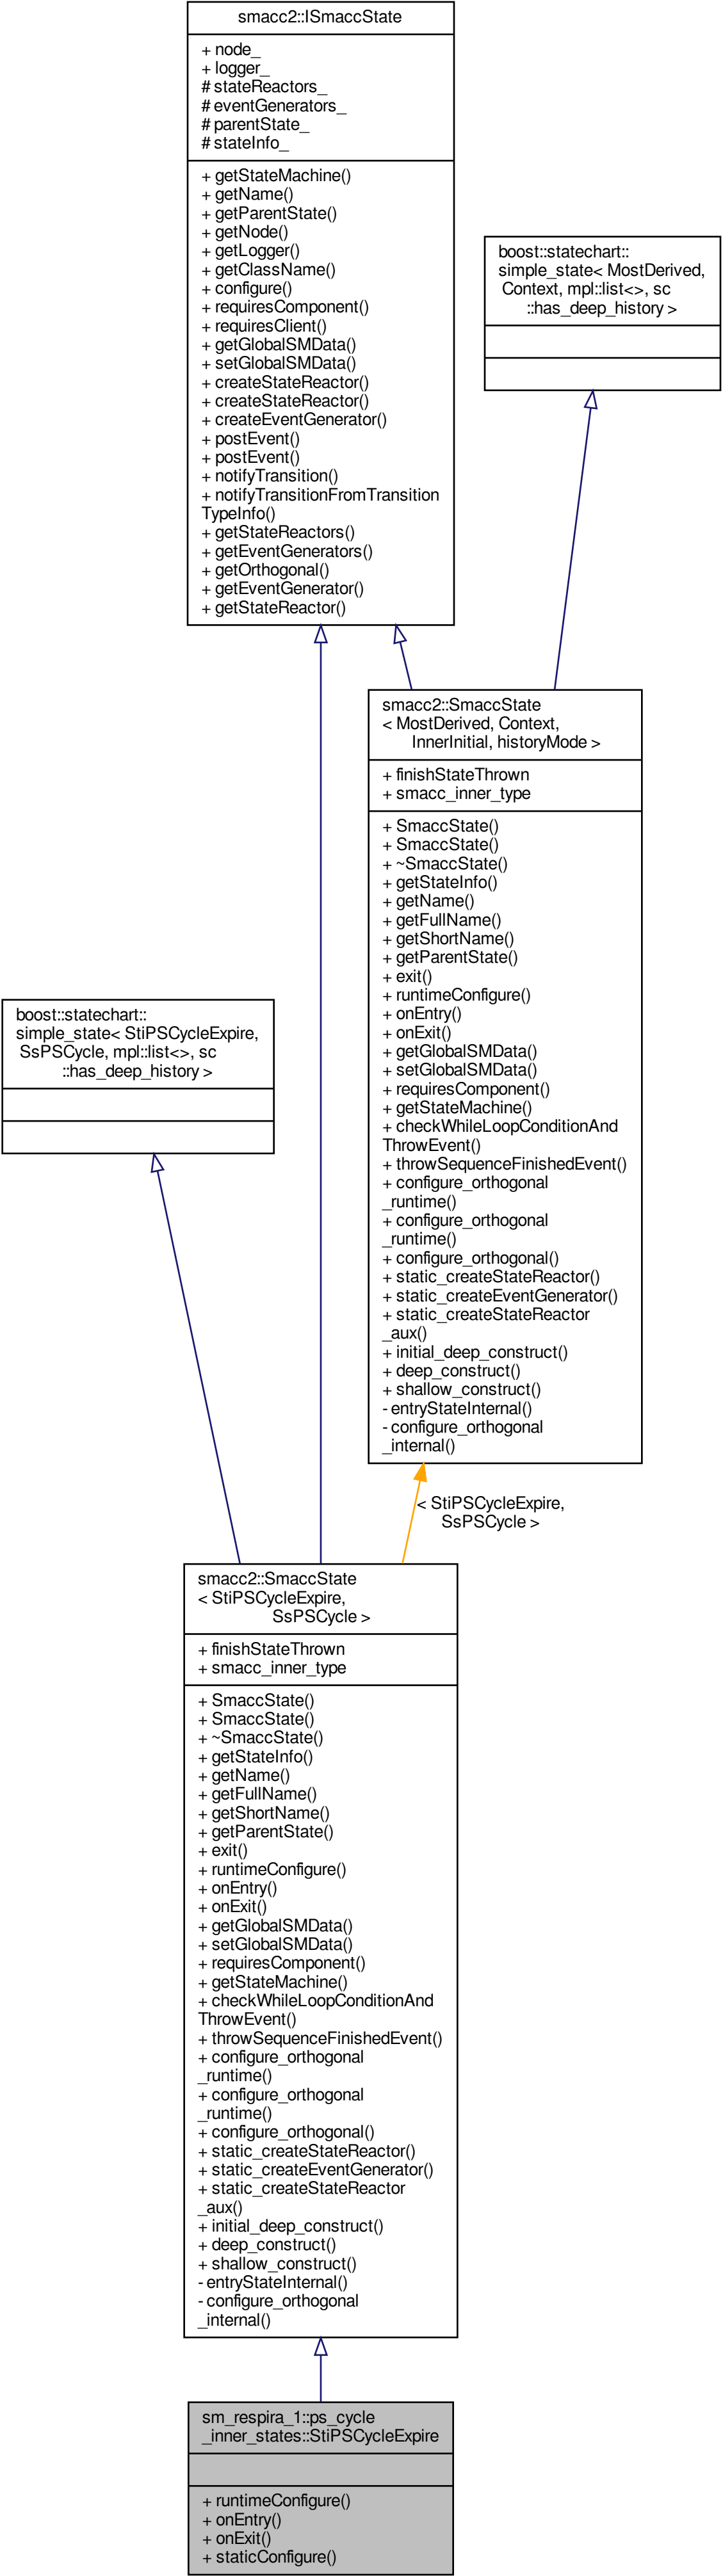 smacc2::ISmaccState
+ node_
+ logger_
# stateReactors_
# eventGenerators_
# parentState_
# stateInfo_
+ getStateMachine()
+ getName()
+ getParentState()
+ getNode()
+ getLogger()
+ getClassName()
+ configure()
+ requiresComponent()
+ requiresClient()
+ getGlobalSMData()
+ setGlobalSMData()
+ createStateReactor()
+ createStateReactor()
+ createEventGenerator()
+ postEvent()
+ postEvent()
+ notifyTransition()
+ notifyTransitionFromTransition
TypeInfo()
+ getStateReactors()
+ getEventGenerators()
+ getOrthogonal()
+ getEventGenerator()
+ getStateReactor()
boost::statechart::
simple_state< MostDerived,
Context, mpl::list<>, sc
::has_deep_history >
smacc2::SmaccState
< MostDerived, Context,
InnerInitial, historyMode >
+ finishStateThrown
+ smacc_inner_type
+ SmaccState()
+ SmaccState()
+ ~SmaccState()
+ getStateInfo()
+ getName()
+ getFullName()
+ getShortName()
+ getParentState()
+ exit()
+ runtimeConfigure()
+ onEntry()
+ onExit()
+ getGlobalSMData()
+ setGlobalSMData()
+ requiresComponent()
+ getStateMachine()
+ checkWhileLoopConditionAnd
ThrowEvent()
+ throwSequenceFinishedEvent()
+ configure_orthogonal
_runtime()
+ configure_orthogonal
_runtime()
+ configure_orthogonal()
+ static_createStateReactor()
+ static_createEventGenerator()
+ static_createStateReactor
_aux()
+ initial_deep_construct()
+ deep_construct()
+ shallow_construct()
- entryStateInternal()
- configure_orthogonal
_internal()
boost::statechart::
simple_state< StiPSCycleExpire,
SsPSCycle, mpl::list<>, sc
::has_deep_history >
< StiPSCycleExpire,
SsPSCycle >
smacc2::SmaccState
< StiPSCycleExpire,
SsPSCycle >
+ finishStateThrown
+ smacc_inner_type
+ SmaccState()
+ SmaccState()
+ ~SmaccState()
+ getStateInfo()
+ getName()
+ getFullName()
+ getShortName()
+ getParentState()
+ exit()
+ runtimeConfigure()
+ onEntry()
+ onExit()
+ getGlobalSMData()
+ setGlobalSMData()
+ requiresComponent()
+ getStateMachine()
+ checkWhileLoopConditionAnd
ThrowEvent()
+ throwSequenceFinishedEvent()
+ configure_orthogonal
_runtime()
+ configure_orthogonal
_runtime()
+ configure_orthogonal()
+ static_createStateReactor()
+ static_createEventGenerator()
+ static_createStateReactor
_aux()
+ initial_deep_construct()
+ deep_construct()
+ shallow_construct()
- entryStateInternal()
- configure_orthogonal
_internal()
sm_respira_1::ps_cycle
_inner_states::StiPSCycleExpire
+ runtimeConfigure()
+ onEntry()
+ onExit()
+ staticConfigure()